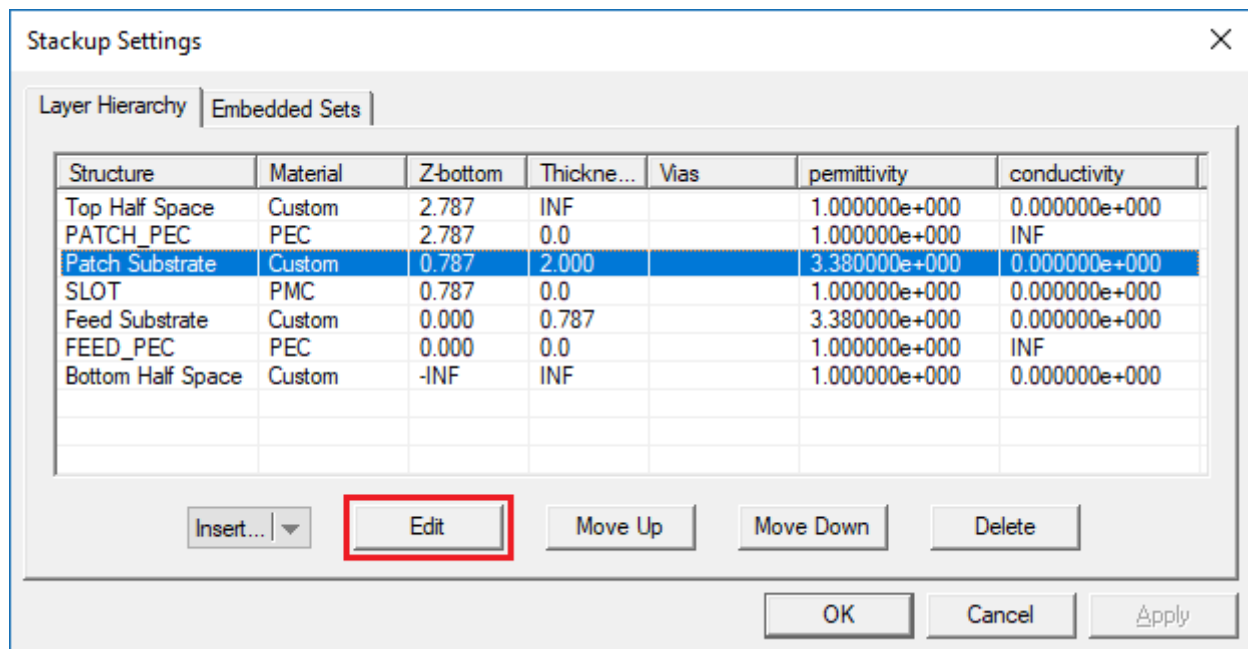 Stackup Settings
Layer Hierarchy Embedded Sets
Structure Material Z-bottom Thickne... Vias permittivity conductivity
Top Half Space Custom 2.787 INF 1.000000e+000 0.000000e+000
PATCH_PEC PEC 2.787 0.0 1.000000e+000 INF
Patch Substrate Custom 0.787 2.000 3.380000e+000 0.000000e+000
SLOT PMC 0.787 0.0 1.000000e+000 0.000000e+000
Feed Substrate Custom 0.000 0.787 3.380000e+000 0.000000e+000
FEED_PEC PEC 0.000 0.0 1.000000e+000 INF
Bottom Half Space Custom -INF INF 1.000000e+000 0.000000e+000
Insert... Edit Move Up Move Down Delete
OK Cancel Apply